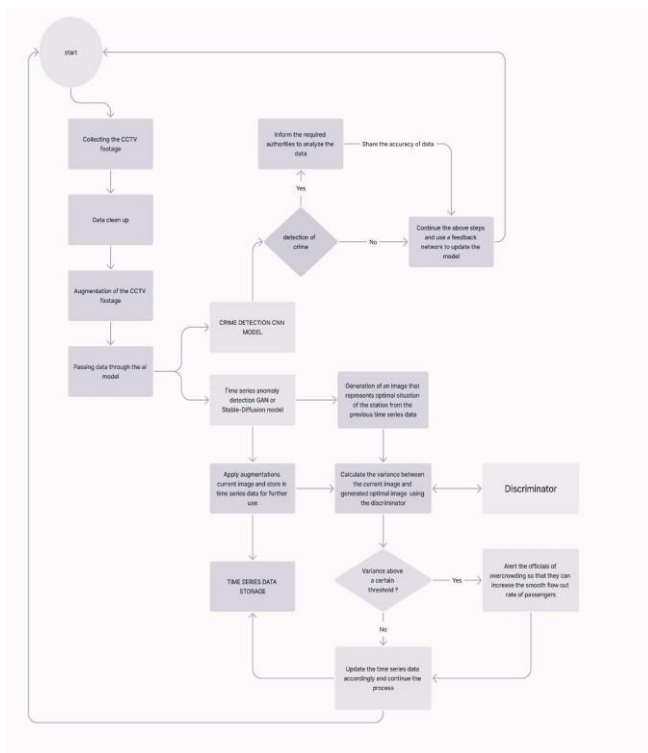 start
Collecting the CCTV
footage
Data clean up
Augmentation of the CCTV
footage
Passing data through the ai
model
Inform the required
authorities to analyze the
data
Share the accuracy of data
Yes
detection of
crime
No
Continue the above steps
and use a feedback
network to update the
model
CRIME DETECTION CNN
MODEL
Time series anomaly
detection GAN or
Stable-Diffusion model
Generation of an image that
represents optimal situation
of the station from the
previous time series data
Apply augmentations
current image and store in
time series data for further
use
Calculate the variance between
the current image and
generated optimal image using
the discriminator
Discriminator
TIME SERIES DATA
STORAGE
Variance above
a certain
threshold ?
Yes
Alert the officials of
overcrowding so that they can
increase the smooth flow out
rate of passengers
No
Update the time series data
accordingly and continue the
process